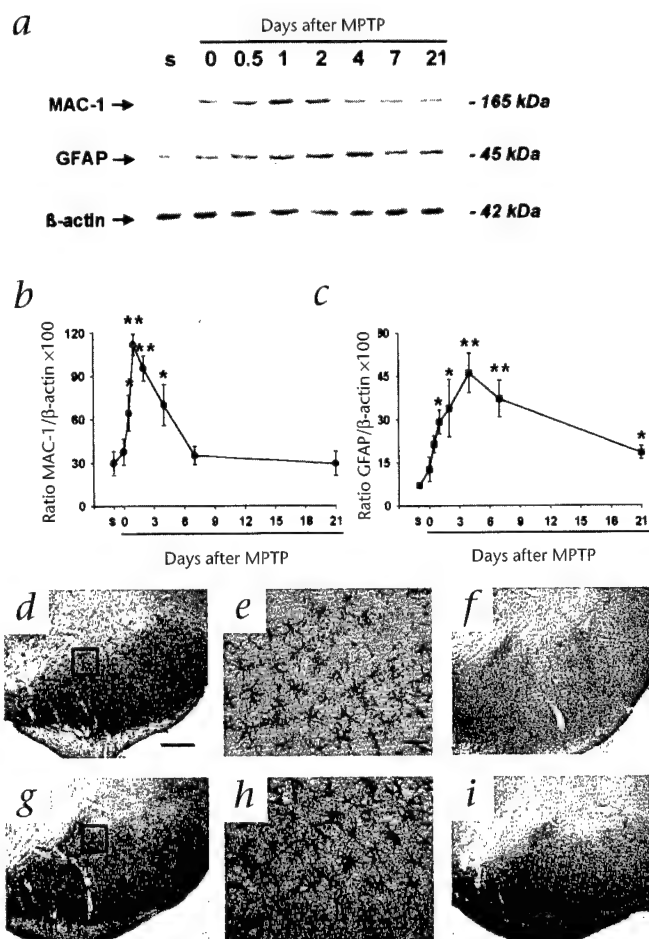 a
Days after MPTP
s 0 0.5 1 2 4 7 21
MAC-1 → - 165 kDa
GFAP → - 45 kDa
ß-actin → - 42 kDa
b
Ratio MAC-1/β-actin ×100
120
90
60
30
0
**
**
*
*
s 0 3 6 9 12 15 18 21
Days after MPTP
c
Ratio GFAP/β-actin ×100
60
45
30
15
0
**
**
*
*
*
s 0 3 6 9 12 15 18 21
Days after MPTP
d e f
g h i